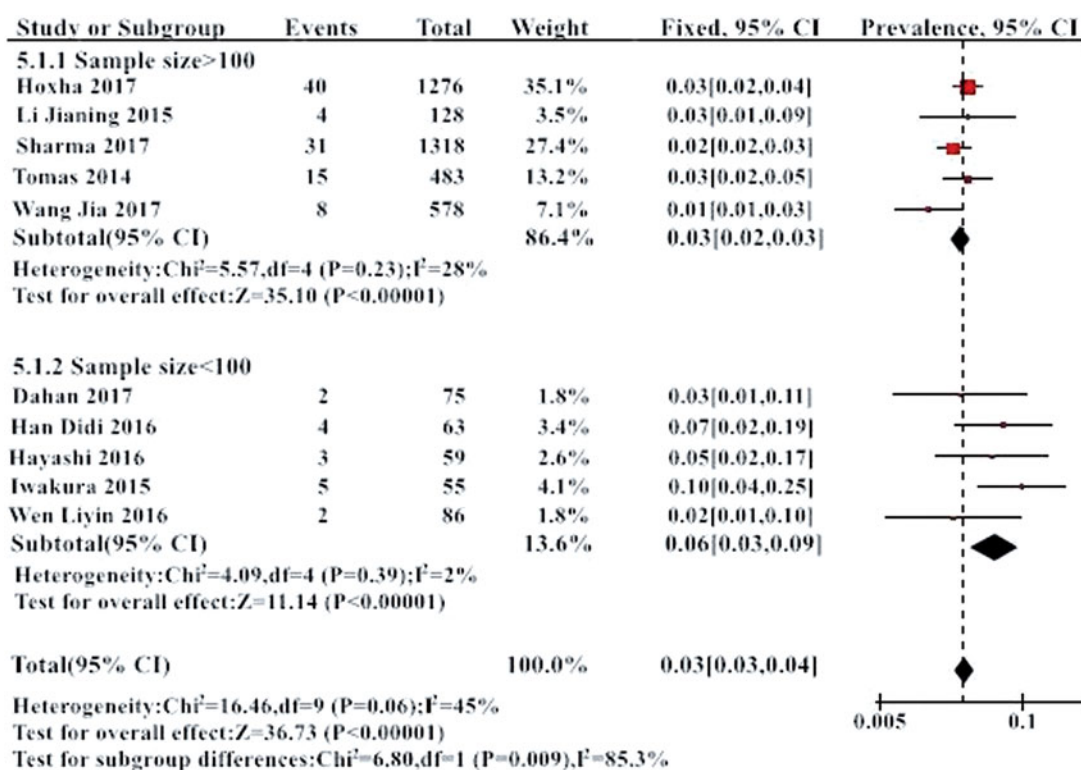 Study or Subgroup Events Total Weight Fixed, 95% CI Prevalence, 95% CI
5.1.1 Sample size>100
Hoxha 2017 40 1276 35.1% 0.03[0.02,0.04]
Li Jianing 2015 4 128 3.5% 0.03[0.01,0.09]
Sharma 2017 31 1318 27.4% 0.02[0.02,0.03]
Tomas 2014 15 483 13.2% 0.03[0.02,0.05]
Wang Jia 2017 8 578 7.1% 0.01[0.01,0.03]
Subtotal(95% CI) 86.4% 0.03[0.02,0.03]
Heterogeneity:Chi²=5.57,df=4 (P=0.23);I²=28%
Test for overall effect:Z=35.10 (P<0.00001)
5.1.2 Sample size<100
Dahan 2017 2 75 1.8% 0.03[0.01,0.11]
Han Didi 2016 4 63 3.4% 0.07[0.02,0.19]
Hayashi 2016 3 59 2.6% 0.05[0.02,0.17]
Iwakura 2015 5 55 4.1% 0.10[0.04,0.25]
Wen Liyin 2016 2 86 1.8% 0.02[0.01,0.10]
Subtotal(95% CI) 13.6% 0.06[0.03,0.09]
Heterogeneity:Chi²=4.09,df=4 (P=0.39);I²=2%
Test for overall effect:Z=11.14 (P<0.00001)
Total(95% CI) 100.0% 0.03[0.03,0.04]
Heterogeneity:Chi²=16.46,df=9 (P=0.06);I²=45%
Test for overall effect:Z=36.73 (P<0.00001)
Test for subgroup differences:Chi²=6.80,df=1 (P=0.009),I²=85.3%
0.005 0.1